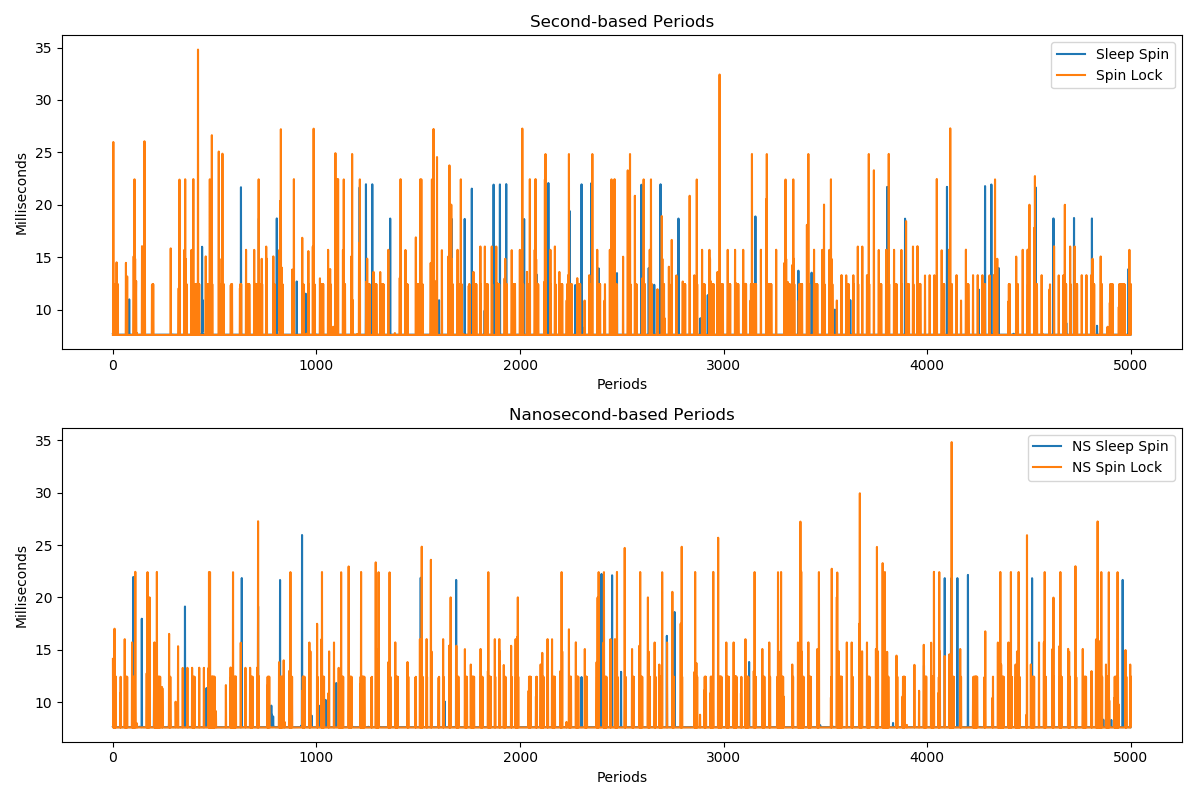 Second-based Periods
Sleep Spin
Spin Lock
35
30
25
20
15
10
Milliseconds
0 1000 2000 3000 4000 5000
Periods
Nanosecond-based Periods
NS Sleep Spin
NS Spin Lock
35
30
25
20
15
10
Milliseconds
0 1000 2000 3000 4000 5000
Periods